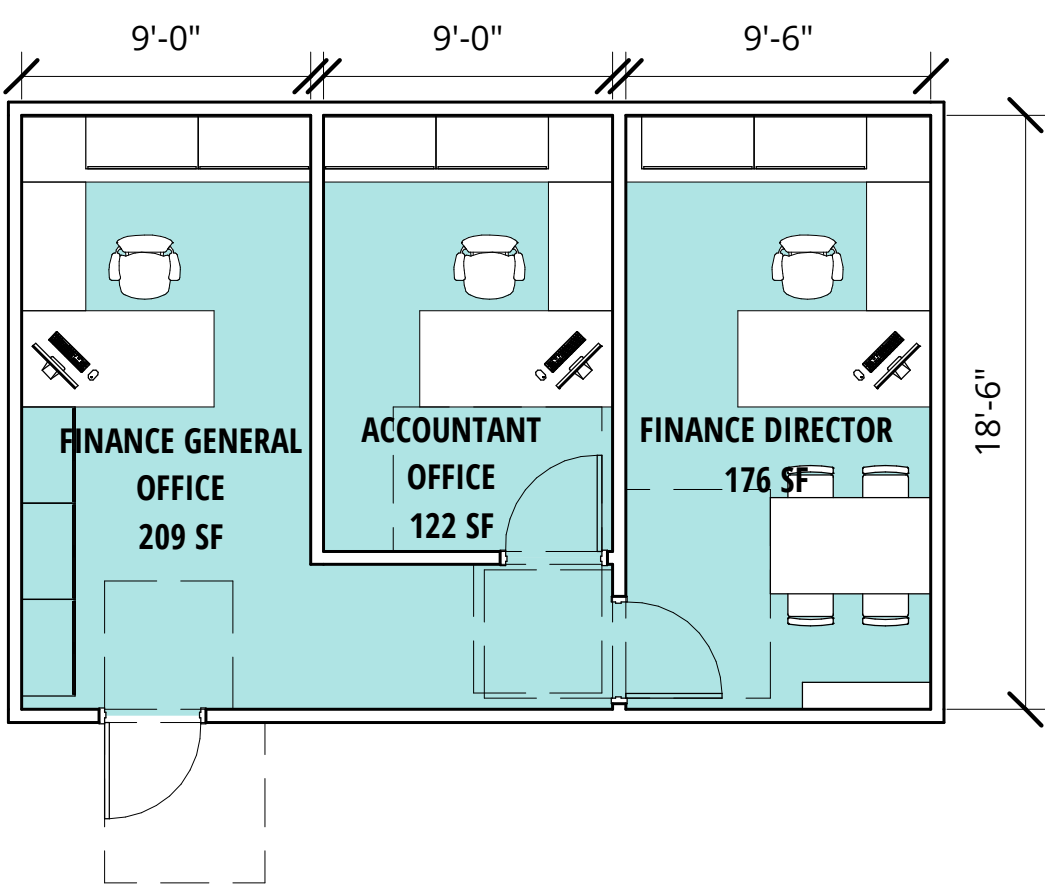 9'-0"
9'-0"
9'-6"
18'-6"
FINANCE GENERAL
OFFICE
209 SF
ACCOUNTANT
OFFICE
122 SF
FINANCE DIRECTOR
176 SF